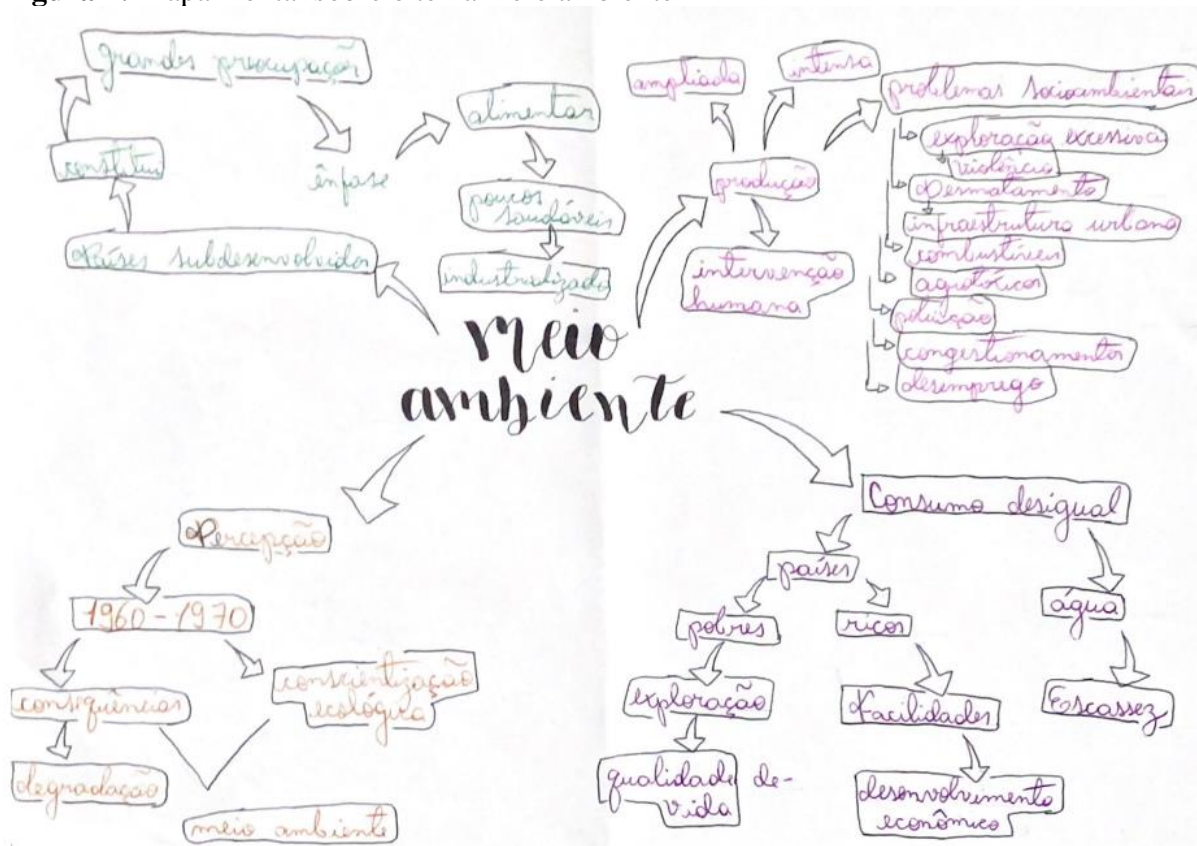 grandes preocupações
constitui
ênfase
Países subdesenvolvidos
alimentar
poucos
saudáveis
industrializado
ampliada
intensa
produção
intervenção
humana
problemas socioambientais
exploração excessiva
violência
Desmatamento
infraestrutura urbana
combustíveis
agrotóxicos
poluição
congestionamentos
desemprego
meio
ambiente
Percepção
1960-1970
consequências
degradação
conscientização
ecológica
meio ambiente
Consumo desigual
países
pobres
exploração
qualidade de-
vida
ricos
Facilidades
desenvolvimento
econômico
água
Escassez